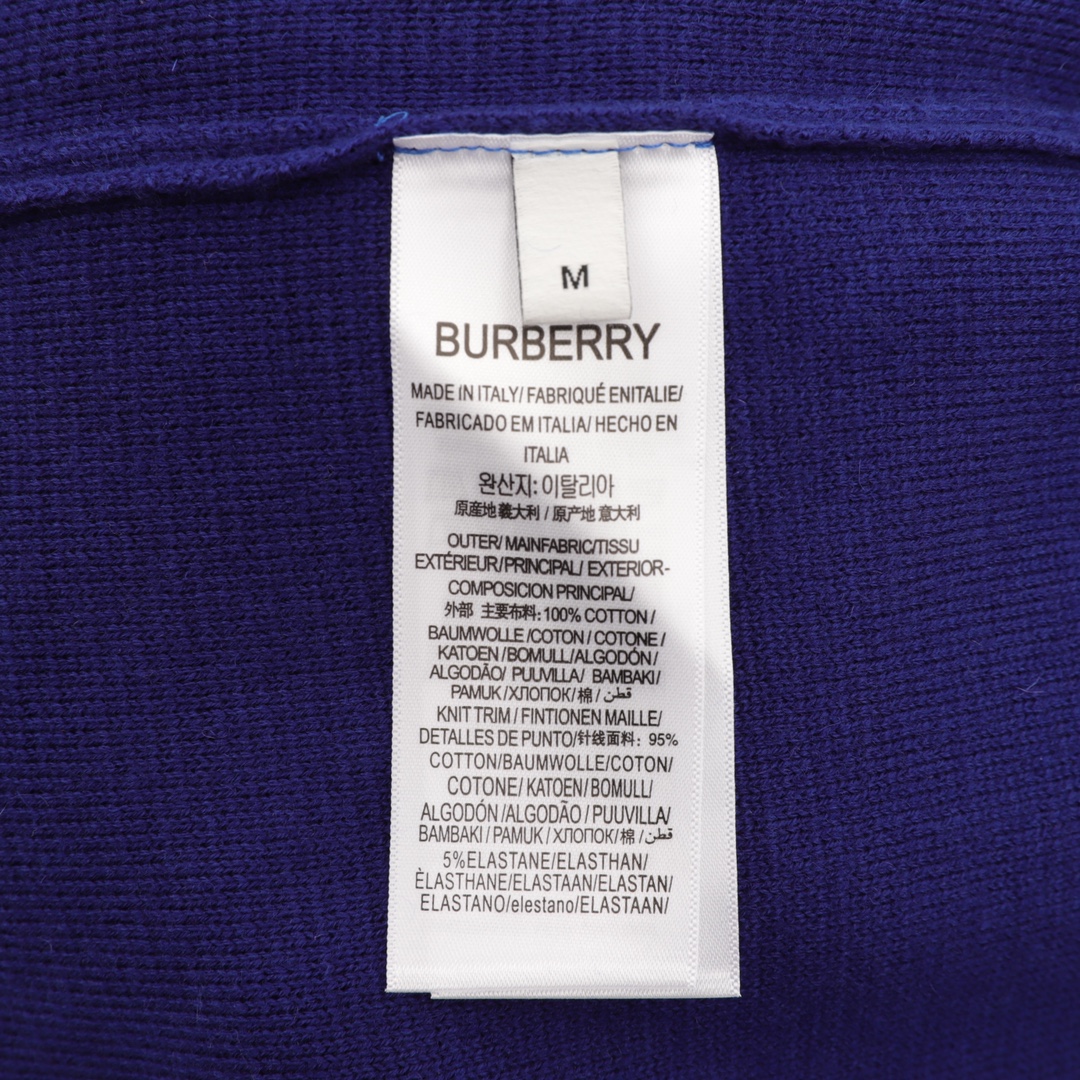 M
BURBERRY
MADE IN ITALY/ FABRIQUÉ ENITALIE/
FABRICADO EM ITALIA/ HECHO EN
ITALIA
완산지: 이탈리아
原産地義大利 / 原产地 意大利
OUTER/ MAINFABRIC/TISSU
EXTÉRIEUR/PRINCIPAL/ EXTERIOR-
COMPOSICION PRINCIPAL/
外部 主要布料: 100% COTTON /
BAUMWOLLE /COTON / COTONE /
KATOEN /BOMULL/ALGODÓN/
ALGODÃO/ PUUVILLA/ BAMBAKI/
PAMUK /ХЛОПОК/棉 / قطن/
KNIT TRIM / FINTIONEN MAILLE/
DETALLES DE PUNTO/针线面料: 95%
COTTON/BAUMWOLLE/COTON/
COTONE/ KATOEN/BOMULL/
ALGODÓN /ALGODÃO / PUUVILLA/
BAMBAKI / PAMUK / ХЛОПОК/棉 /قطن/
5%ELASTANE/ELASTHAN/
ÈLASTHANE/ELASTAAN/ELASTAN/
ELASTANO/elestano/ELASTAAN/